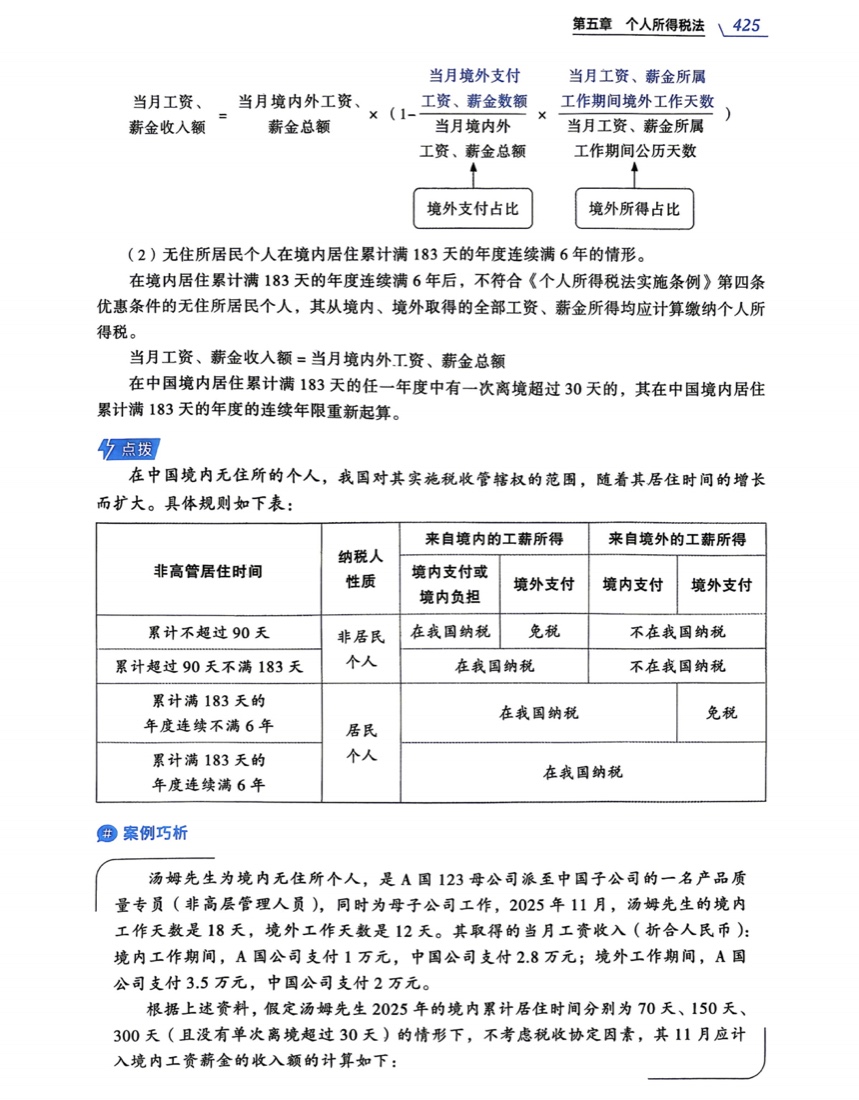 第五章 个人所得税法 425
当月境外支付 当月工资、薪金所属
当月工资、 当月境内外工资、 工资、薪金数额 工作期间境外工作天数
薪金收入额 = 薪金总额 ×（1- 当月境内外 × 当月工资、薪金所属 ）
工资、薪金总额 工作期间公历天数
境外支付占比 境外所得占比
（2）无住所居民个人在境内居住累计满 183 天的年度连续满 6 年的情形。
在境内居住累计满 183 天的年度连续满 6 年后，不符合《个人所得税法实施条例》第四条
优惠条件的无住所居民个人，其从境内、境外取得的全部工资、薪金所得均应计算缴纳个人所
得税。
当月工资、薪金收入额 = 当月境内外工资、薪金总额
在中国境内居住累计满 183 天的任一年度中有一次离境超过 30 天的，其在中国境内居住
累计满 183 天的年度的连续年限重新起算。
点拨
在中国境内无住所的个人，我国对其实施税收管辖权的范围，随着其居住时间的增长
而扩大。具体规则如下表：
非高管居住时间
纳税人
性质
来自境内的工薪所得 来自境外的工薪所得
境内支付或
境内负担
境外支付 境内支付 境外支付
累计不超过 90 天 非居民 在我国纳税 免税 不在我国纳税
累计超过 90 天不满 183 天 个人 在我国纳税 不在我国纳税
累计满 183 天的
年度连续不满 6 年
居民
个人
在我国纳税 免税
累计满 183 天的
年度连续满 6 年
在我国纳税
# 案例巧析
汤姆先生为境内无住所个人，是 A 国 123 母公司派至中国子公司的一名产品质
量专员（非高层管理人员），同时为母子公司工作，2025 年 11 月，汤姆先生的境内
工作天数是 18 天，境外工作天数是 12 天。其取得的当月工资收入（折合人民币）：
境内工作期间，A 国公司支付 1 万元，中国公司支付 2.8 万元；境外工作期间，A 国
公司支付 3.5 万元，中国公司支付 2 万元。
根据上述资料，假定汤姆先生 2025 年的境内累计居住时间分别为 70 天、150 天、
300 天（且没有单次离境超过 30 天）的情形下，不考虑税收协定因素，其 11 月应计
入境内工资薪金的收入额的计算如下：